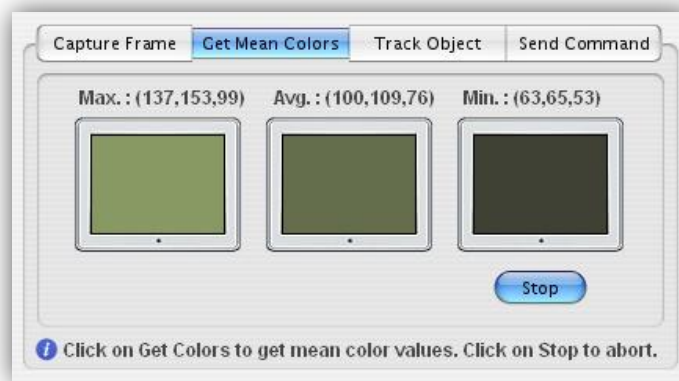 Capture Frame Get Mean Colors Track Object Send Command
Max. : (137,153,99) Avg. : (100,109,76) Min. : (63,65,53)
Stop
Click on Get Colors to get mean color values. Click on Stop to abort.